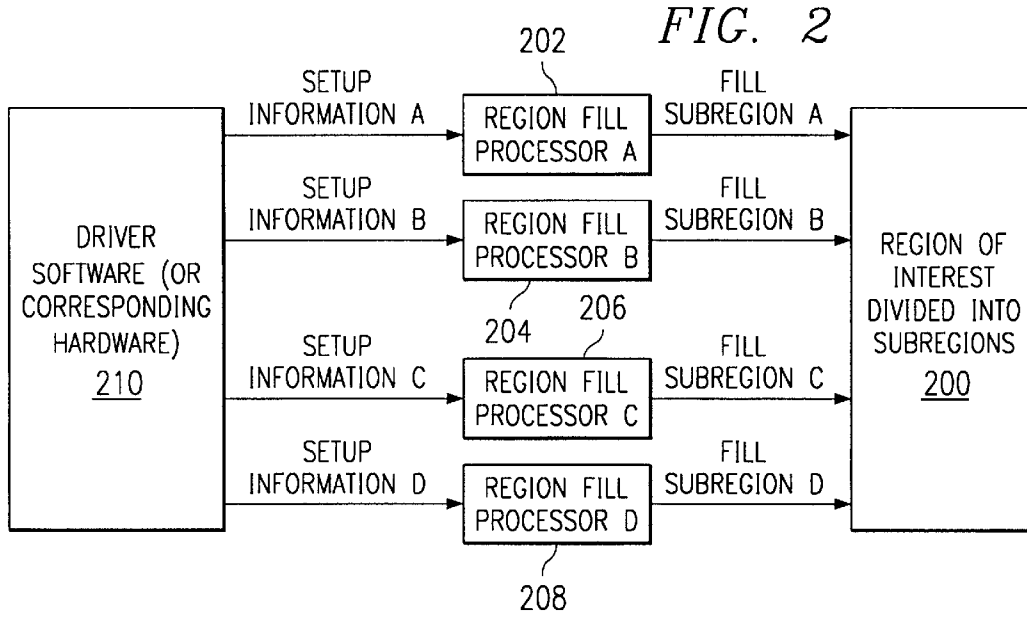 FIG. 2
202
SETUP
INFORMATION A
REGION FILL
PROCESSOR A
FILL
SUBREGION A
SETUP
INFORMATION B
REGION FILL
PROCESSOR B
FILL
SUBREGION B
204
206
DRIVER
SOFTWARE (OR
CORRESPONDING
HARDWARE)
210
REGION OF
INTEREST
DIVIDED INTO
SUBREGIONS
200
SETUP
INFORMATION C
REGION FILL
PROCESSOR C
FILL
SUBREGION C
SETUP
INFORMATION D
REGION FILL
PROCESSOR D
FILL
SUBREGION D
208